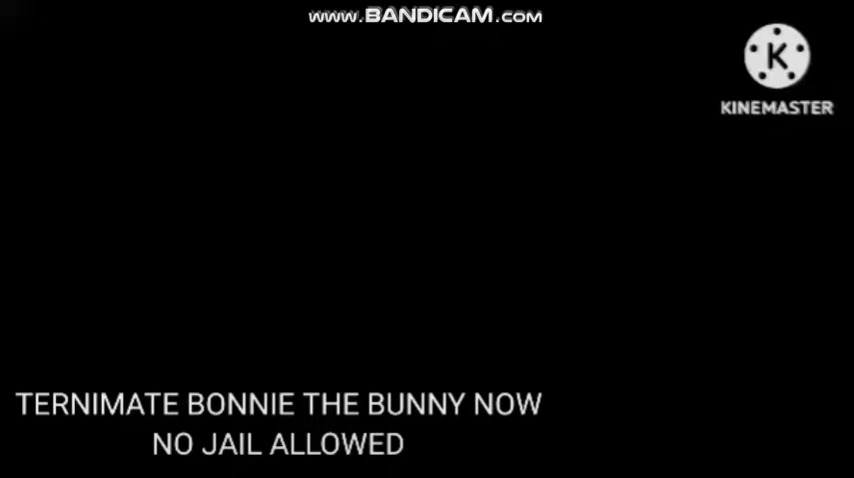 www.BANDICAM.COM
K
KINEMASTER
TERNIMATE BONNIE THE BUNNY NOW
NO JAIL ALLOWED